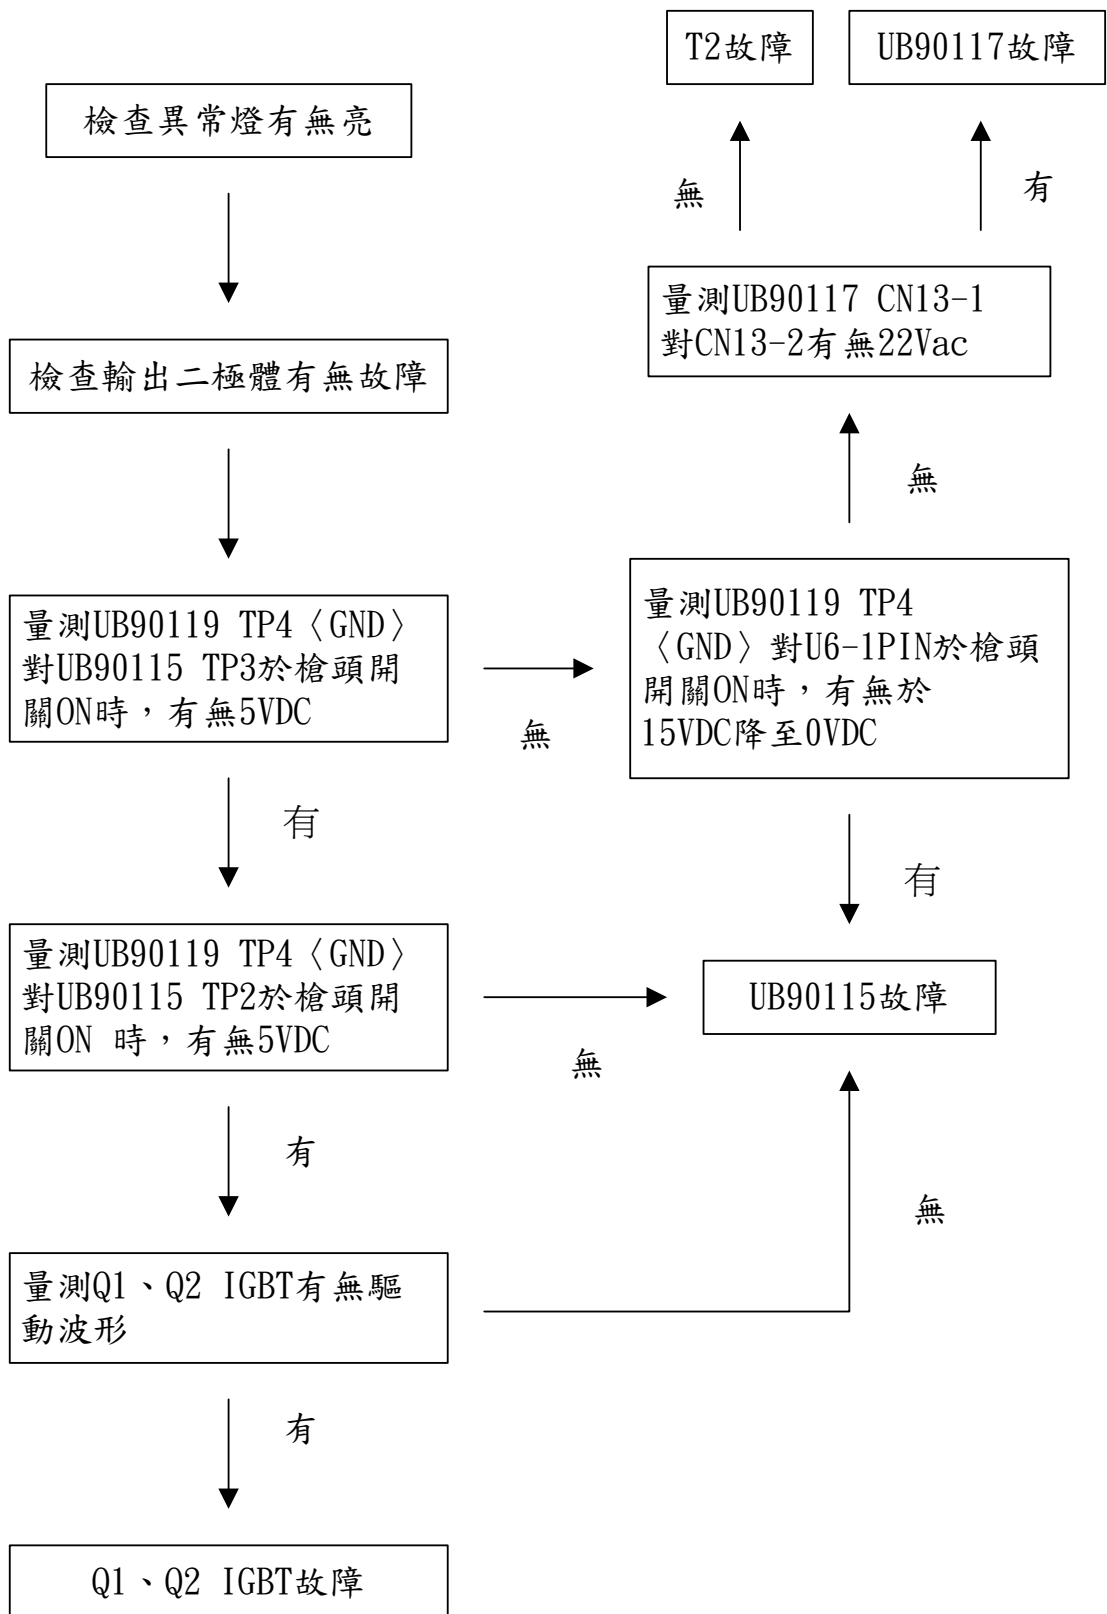 T2故障
UB90117故障
檢查異常燈有無亮
無
有
量測UB90117 CN13-1
對CN13-2有無22Vac
檢查輸出二極體有無故障
無
量測UB90119 TP4〈GND〉
對UB90115 TP3於槍頭開
關ON時，有無5VDC
無
量測UB90119 TP4
〈GND〉對U6-1PIN於槍頭
開關ON時，有無於
15VDC降至0VDC
有
有
量測UB90119 TP4〈GND〉
對UB90115 TP2於槍頭開
關ON 時，有無5VDC
無
UB90115故障
有
無
量測Q1、Q2 IGBT有無驅
動波形
有
Q1、Q2 IGBT故障